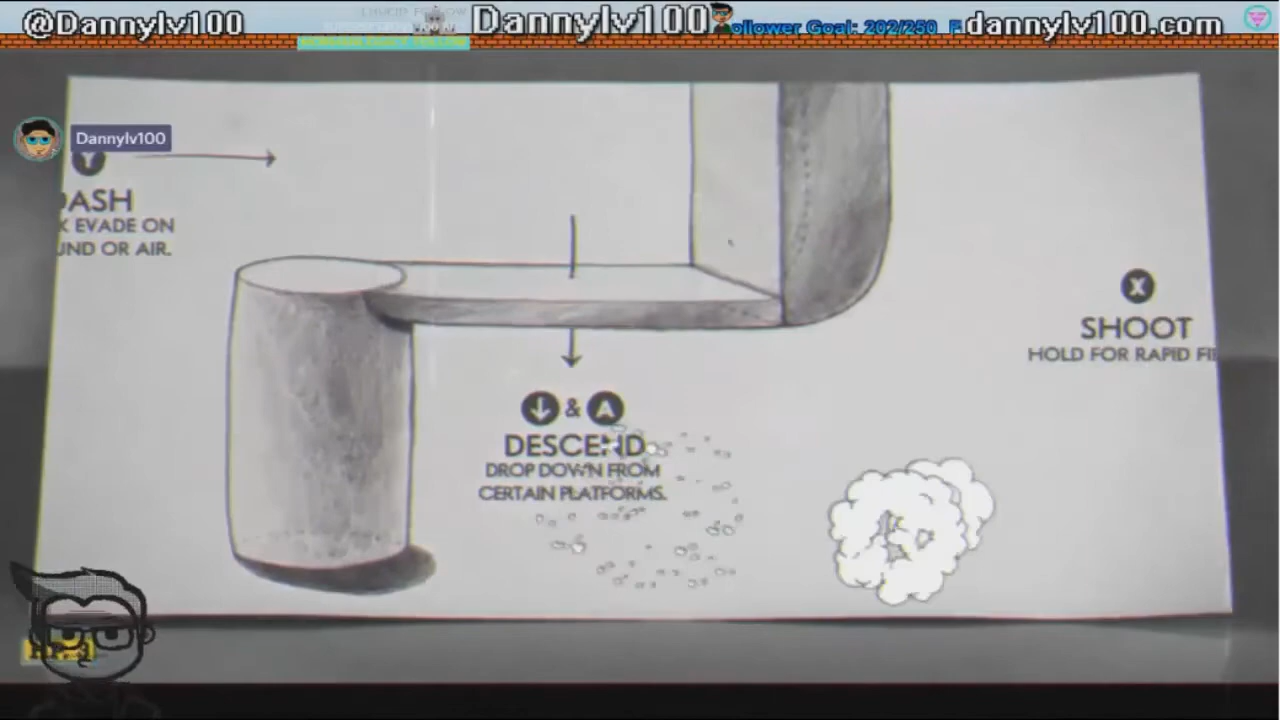 @Dannylv100
Dannylv100
ollower Goal: 202/250 F
dannylv100.com
Dannylv100
Y
DASH
K EVADE ON
UND OR AIR.
X
SHOOT
HOLD FOR RAPID FI
& A
DESCEND
DROP DOWN FROM
CERTAIN PLATFORMS.